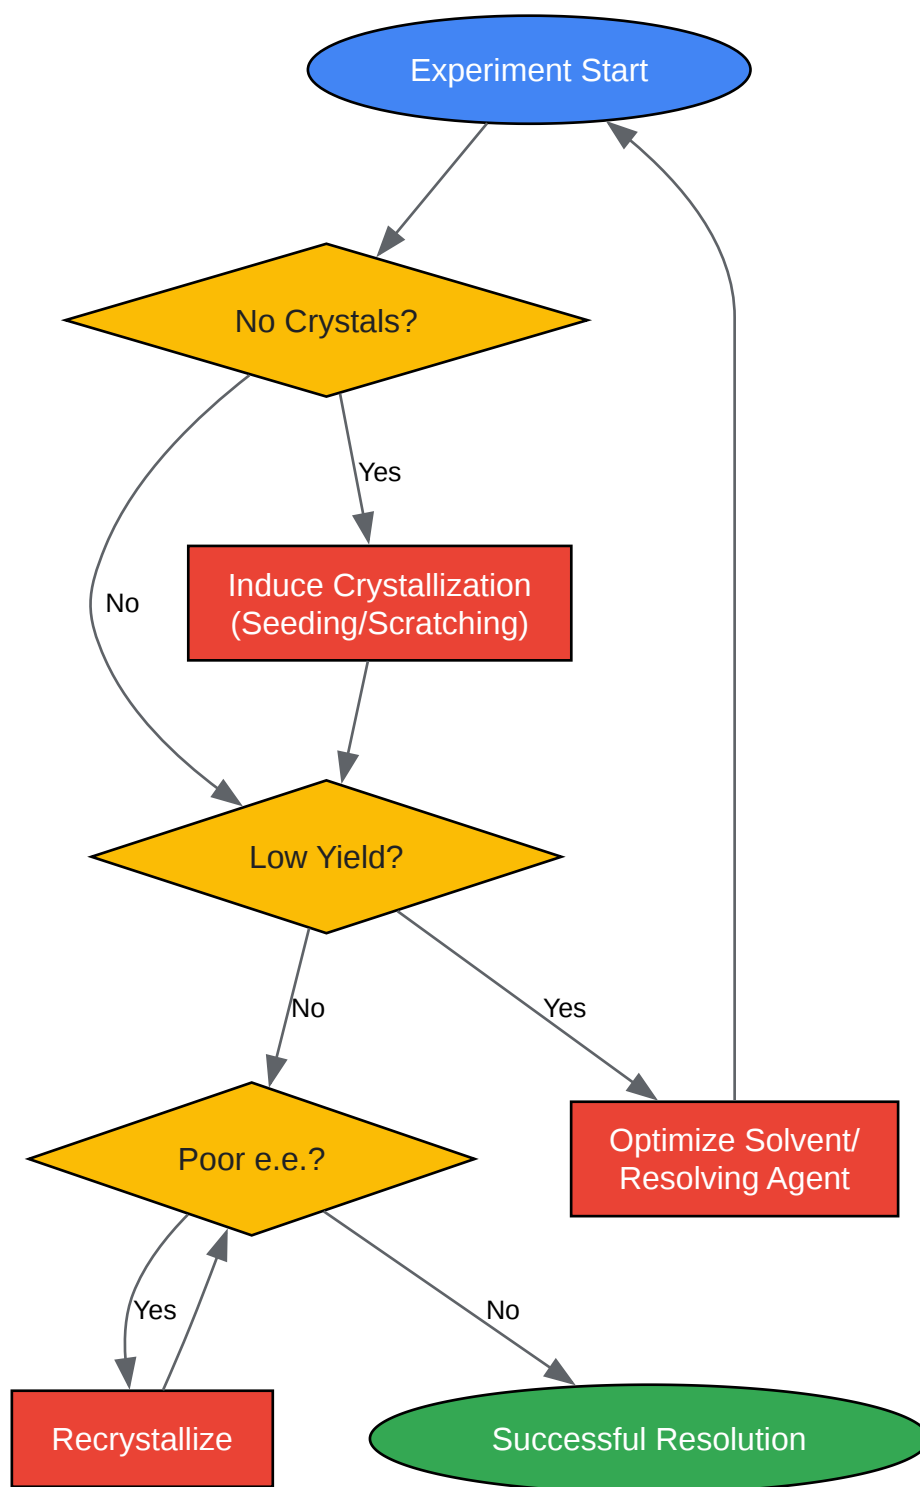 Experiment Start
No Crystals?
Yes
Induce Crystallization
(Seeding/Scratching)
No
Low Yield?
No
Yes
Poor e.e.?
Optimize Solvent/
Resolving Agent
Yes
No
Recrystallize
Successful Resolution